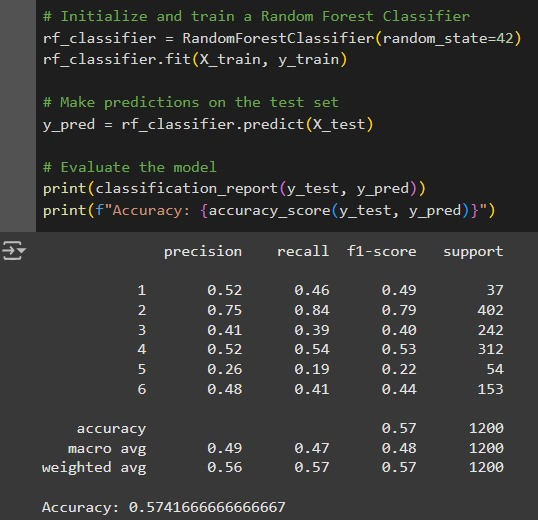 # Initialize and train a Random Forest Classifier
rf_classifier = RandomForestClassifier(random_state=42)
rf_classifier.fit(X_train, y_train)
# Make predictions on the test set
y_pred = rf_classifier.predict(X_test)
# Evaluate the model
print(classification_report(y_test, y_pred))
print(f"Accuracy: {accuracy_score(y_test, y_pred)}")
precision recall f1-score support
1 0.52 0.46 0.49 37
2 0.75 0.84 0.79 402
3 0.41 0.39 0.40 242
4 0.52 0.54 0.53 312
5 0.26 0.19 0.22 54
6 0.48 0.41 0.44 153
accuracy 0.57 1200
macro avg 0.49 0.47 0.48 1200
weighted avg 0.56 0.57 0.57 1200
Accuracy: 0.5741666666666667